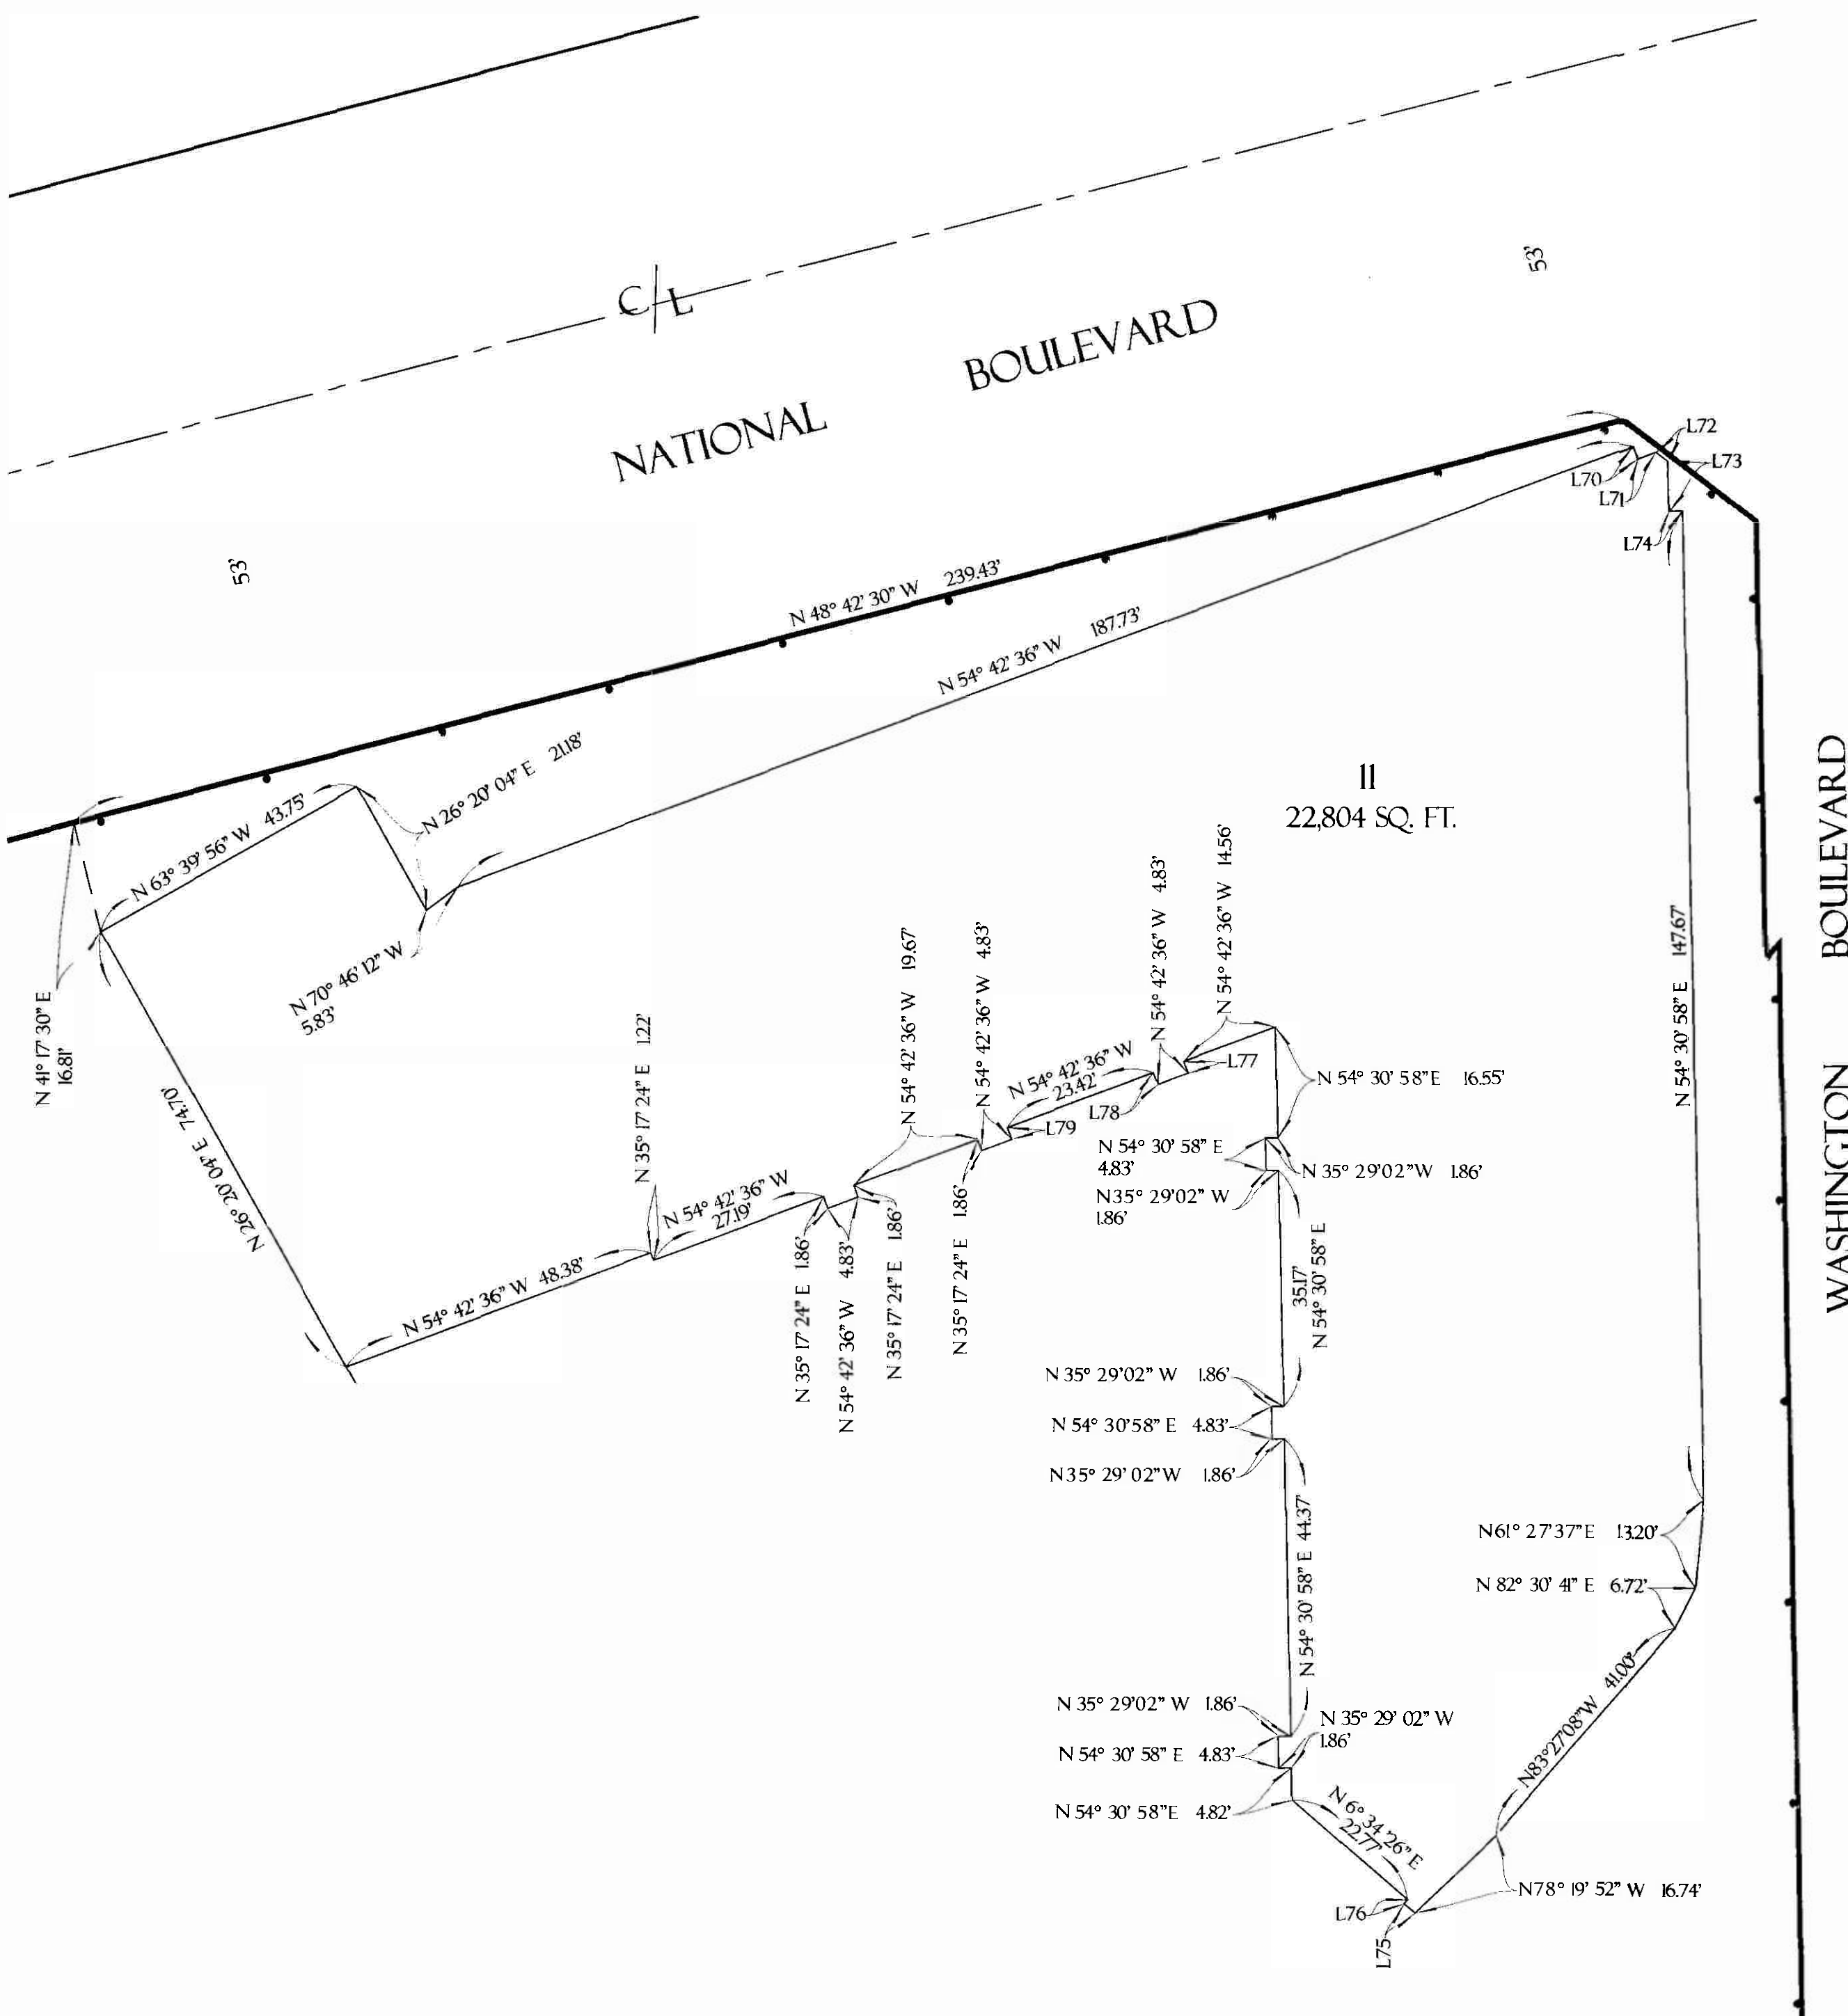 53'
C/L
NATIONAL BOULEVARD
L72
L73
L70
L71
L74
53'
N 48° 42' 30" W 239.43'
N 54° 42' 36" W 187.73'
N 26° 20' 04" E 21.18'
N 63° 39' 56" W 43.75'
11
22,804 SQ. FT.
N 70° 46' 12" W
5.83'
N 41° 17' 30" E
16.81'
N 26° 20' 04" E 74.70'
N 35° 17' 24" E 1.22'
N 54° 42' 36" W 19.67'
N 54° 42' 36" W 4.83'
N 54° 42' 36" W
23.42'
N 54° 42' 36" W 4.83'
N 54° 42' 36" W 14.56'
L77
L78
L79
N 54° 30' 58"E 16.55'
N 54° 30' 58" E
4.83'
N 35° 29'02"W 1.86'
N35° 29'02" W
1.86'
N 54° 42' 36" W
27.19'
N 54° 42' 36" W 48.38'
N 35° 17' 24" E 1.86'
N 54° 42' 36" W 4.83'
N 35° 17' 24" E 1.86'
N 35° 17' 24" E 1.86'
35.17'
N 54° 30' 58" E
N 54° 30' 58" E 147.67'
WASHINGTON BOULEVARD
N 35° 29'02" W 1.86'
N 54° 30'58" E 4.83'
N35° 29' 02"W 1.86'
N 54° 30' 58" E 44.37'
N61° 27'37"E 13.20'
N 82° 30' 41" E 6.72'
N83°27'08"W 41.00'
N 35° 29'02" W 1.86'
N 35° 29' 02" W
1.86'
N 54° 30' 58" E 4.83'
N 54° 30' 58"E 4.82'
N 6° 34'26" E
22.77'
N78° 19' 52" W 16.74'
L76
L75